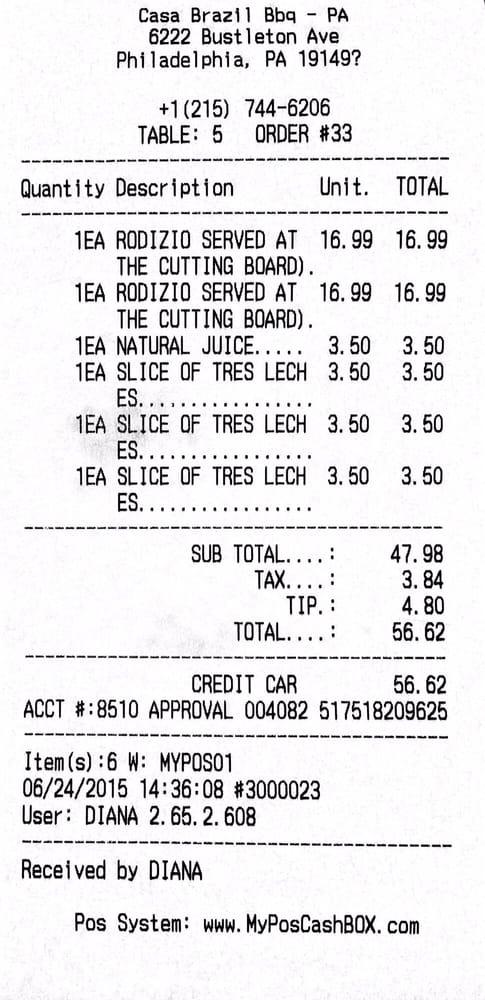 Casa Brazil Bbq - PA
6222 Bustleton Ave
Philadelphia, PA 19149?
+1(215) 744-6206
TABLE: 5 ORDER #33
Quantity Description Unit. TOTAL
1EA RODIZIO SERVED AT 16.99 16.99
THE CUTTING BOARD).
1EA RODIZIO SERVED AT 16.99 16.99
THE CUTTING BOARD).
1EA NATURAL JUICE..... 3.50 3.50
1EA SLICE OF TRES LECH 3.50 3.50
ES.................
1EA SLICE OF TRES LECH 3.50 3.50
ES.................
1EA SLICE OF TRES LECH 3.50 3.50
ES.................
SUB TOTAL....: 47.98
TAX....: 3.84
TIP.: 4.80
TOTAL....: 56.62
CREDIT CAR 56.62
ACCT #:8510 APPROVAL 004082 517518209625
Item(s):6 W: MYPOS01
06/24/2015 14:36:08 #3000023
User: DIANA 2.65.2.608
Received by DIANA
Pos System: www.MyPosCashBOX.com